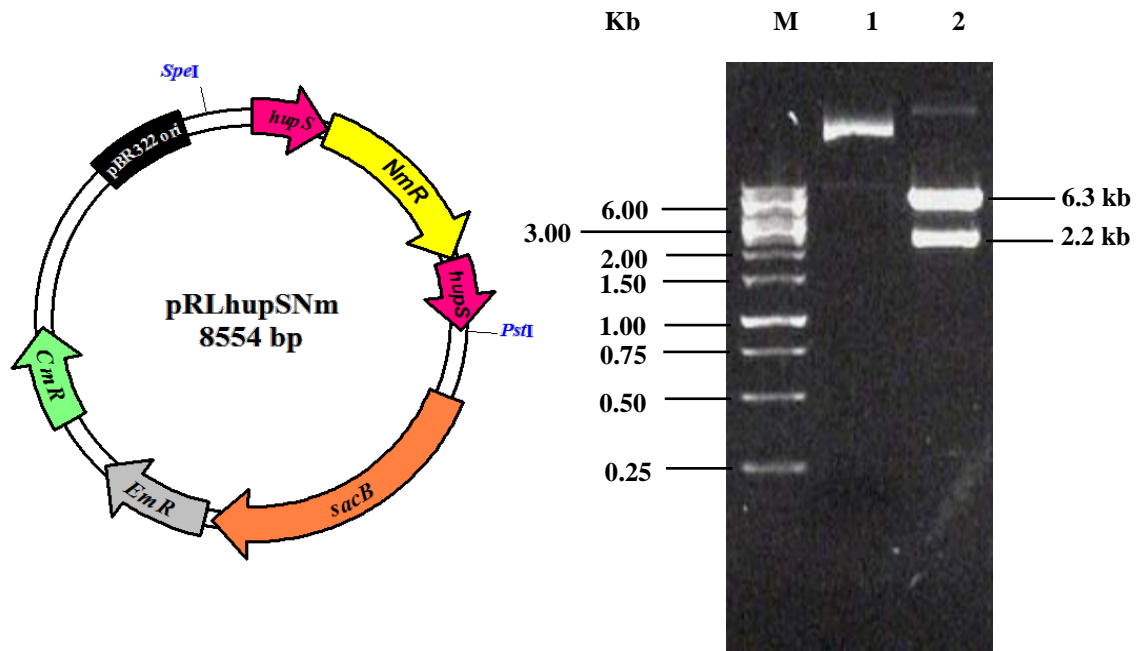 SpeI
pBR322 ori
hupS
NmR
hupS
PstI
sacB
EmR
CmR
pRLhupSNm
8554 bp
Kb M 1 2
6.00
3.00
2.00
1.50
1.00
0.75
0.50
0.25
6.3 kb
2.2 kb